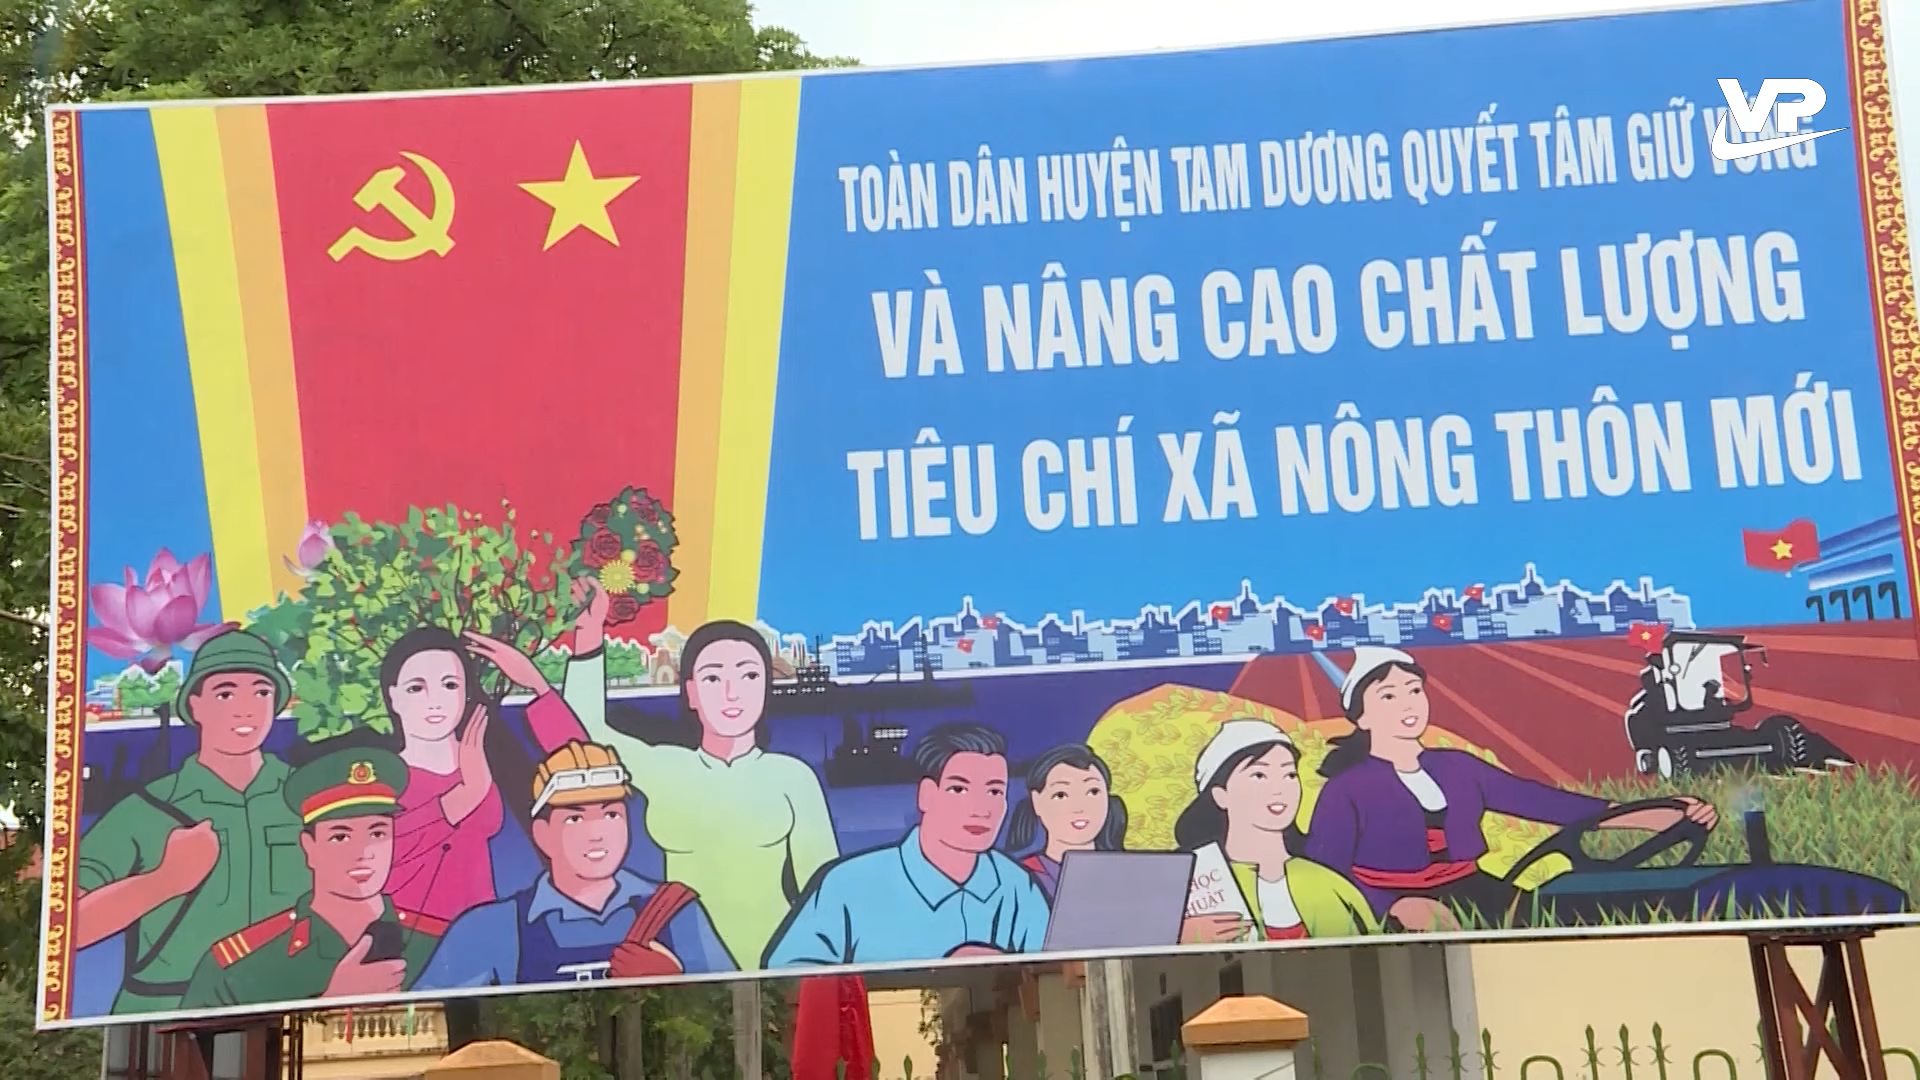 VP
TOÀN DÂN HUYỆN TAM DƯƠNG QUYẾT TÂM GIỮ VỮNG
VÀ NÂNG CAO CHẤT LƯỢNG
TIÊU CHÍ XÃ NÔNG THÔN MỚI